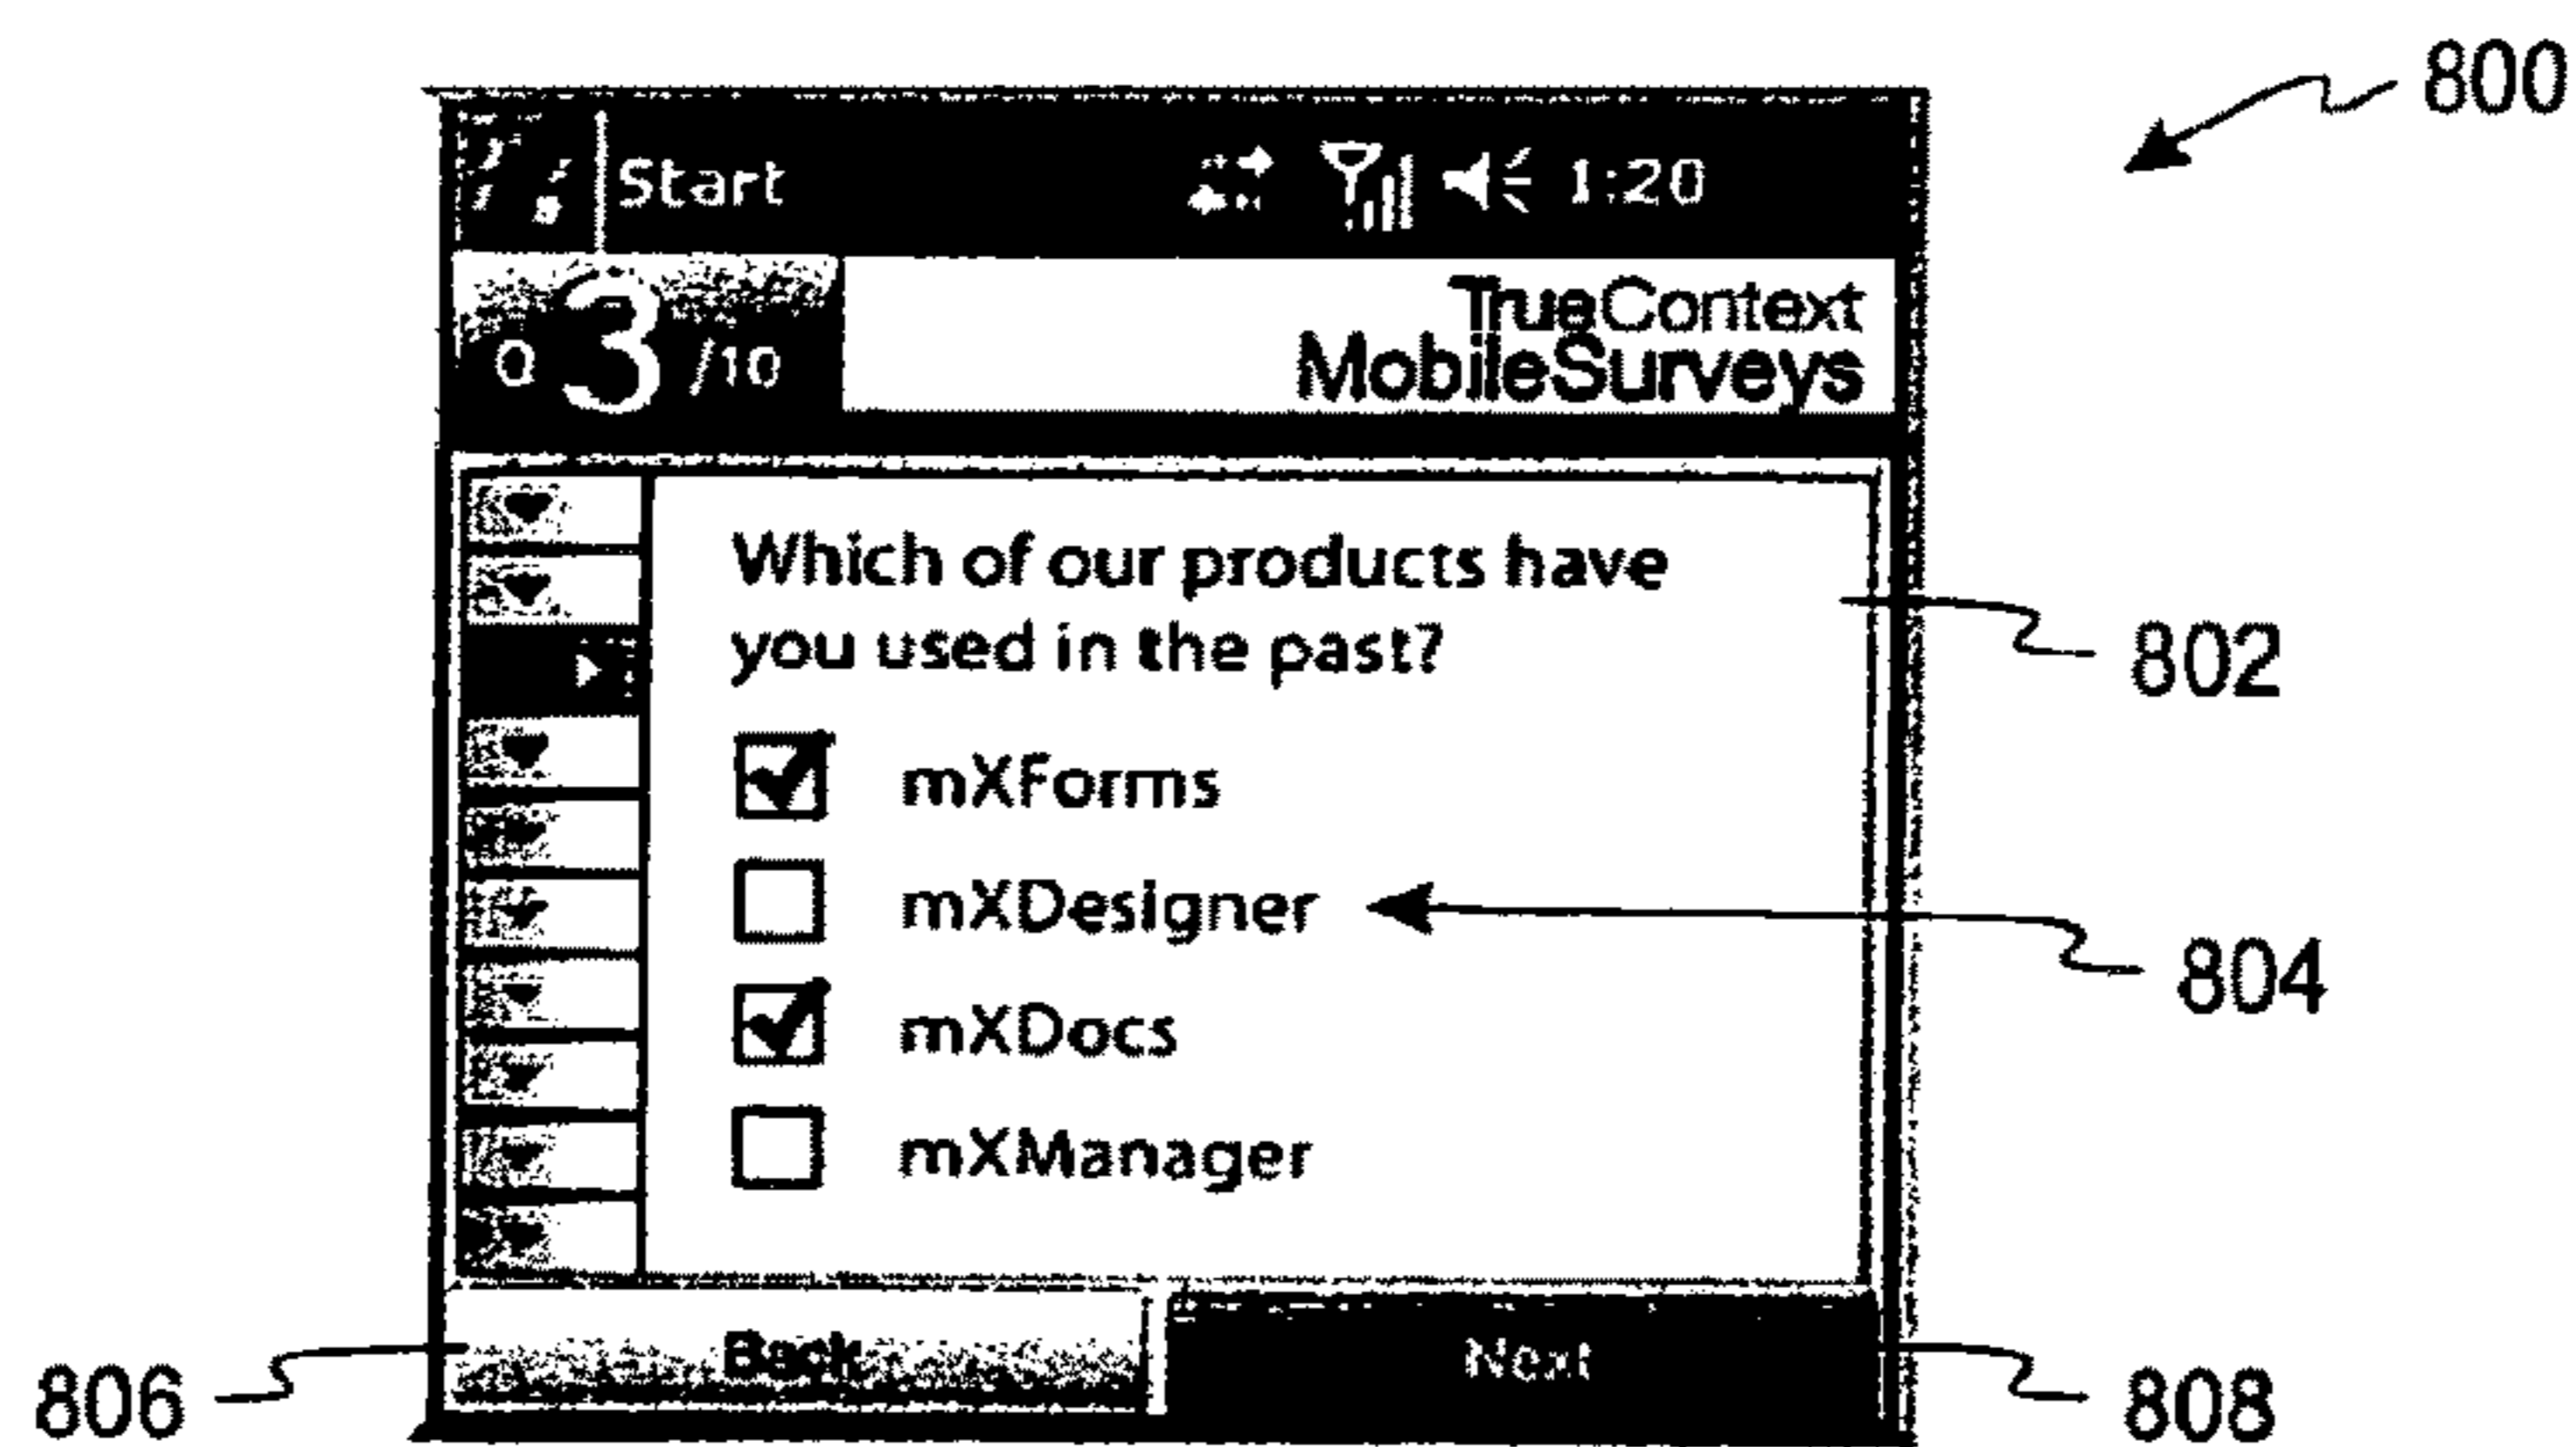 800
Start 1:20
Q 3 /10
TrueContext
MobileSurveys
Which of our products have
you used in the past?
802
mXForms
mXDesigner
804
mXDocs
mXManager
806 Back Next 808